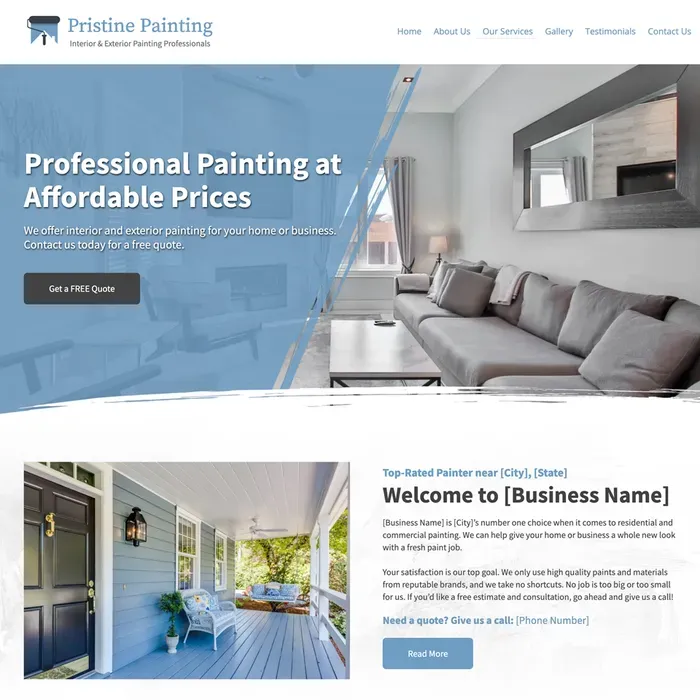 Pristine Painting
Interior & Exterior Painting Professionals
Home About Us Our Services Gallery Testimonials Contact Us
Professional Painting at
Affordable Prices
We offer interior and exterior painting for your home or business.
Contact us today for a free quote.
Get a FREE Quote
Top-Rated Painter near [City], [State]
Welcome to [Business Name]
[Business Name] is [City]'s number one choice when it comes to residential and
commercial painting. We can help give your home or business a whole new look
with a fresh paint job.
Your satisfaction is our top goal. We only use high quality paints and materials
from reputable brands, and we take no shortcuts. No job is too big or too small
for us. If you'd like a free estimate and consultation, go ahead and give us a call!
Need a quote? Give us a call: [Phone Number]
Read More